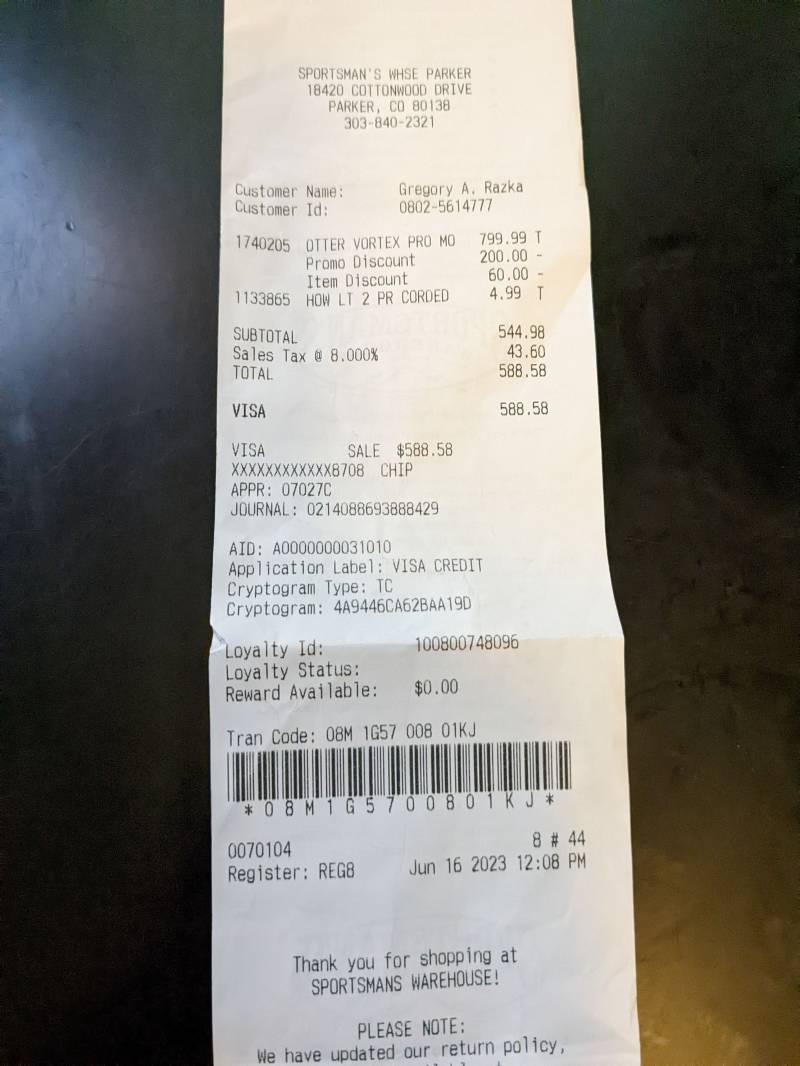 SPORTSMAN'S WHSE PARKER
18420 COTTONWOOD DRIVE
PARKER, CO 80138
303-840-2321
Customer Name: Gregory A. Razka
Customer Id: 0802-5614777
1740205 OTTER VORTEX PRO MO 799.99 T
Promo Discount 200.00 -
Item Discount 60.00 -
1133865 HOW LT 2 PR CORDED 4.99 T
SUBTOTAL 544.98
Sales Tax @ 8.000% 43.60
TOTAL 588.58
VISA 588.58
VISA SALE $588.58
XXXXXXXXXXXX8708 CHIP
APPR: 07027C
JOURNAL: 0214088693888429
AID: A0000000031010
Application Label: VISA CREDIT
Cryptogram Type: TC
Cryptogram: 4A9446CA62BAA19D
Loyalty Id: 100800748096
Loyalty Status:
Reward Available: $0.00
Tran Code: 08M 1G57 008 01KJ
*08M1G5700801KJ*
0070104 8 # 44
Register: REG8 Jun 16 2023 12:08 PM
Thank you for shopping at
SPORTSMANS WAREHOUSE!
PLEASE NOTE:
We have updated our return policy,